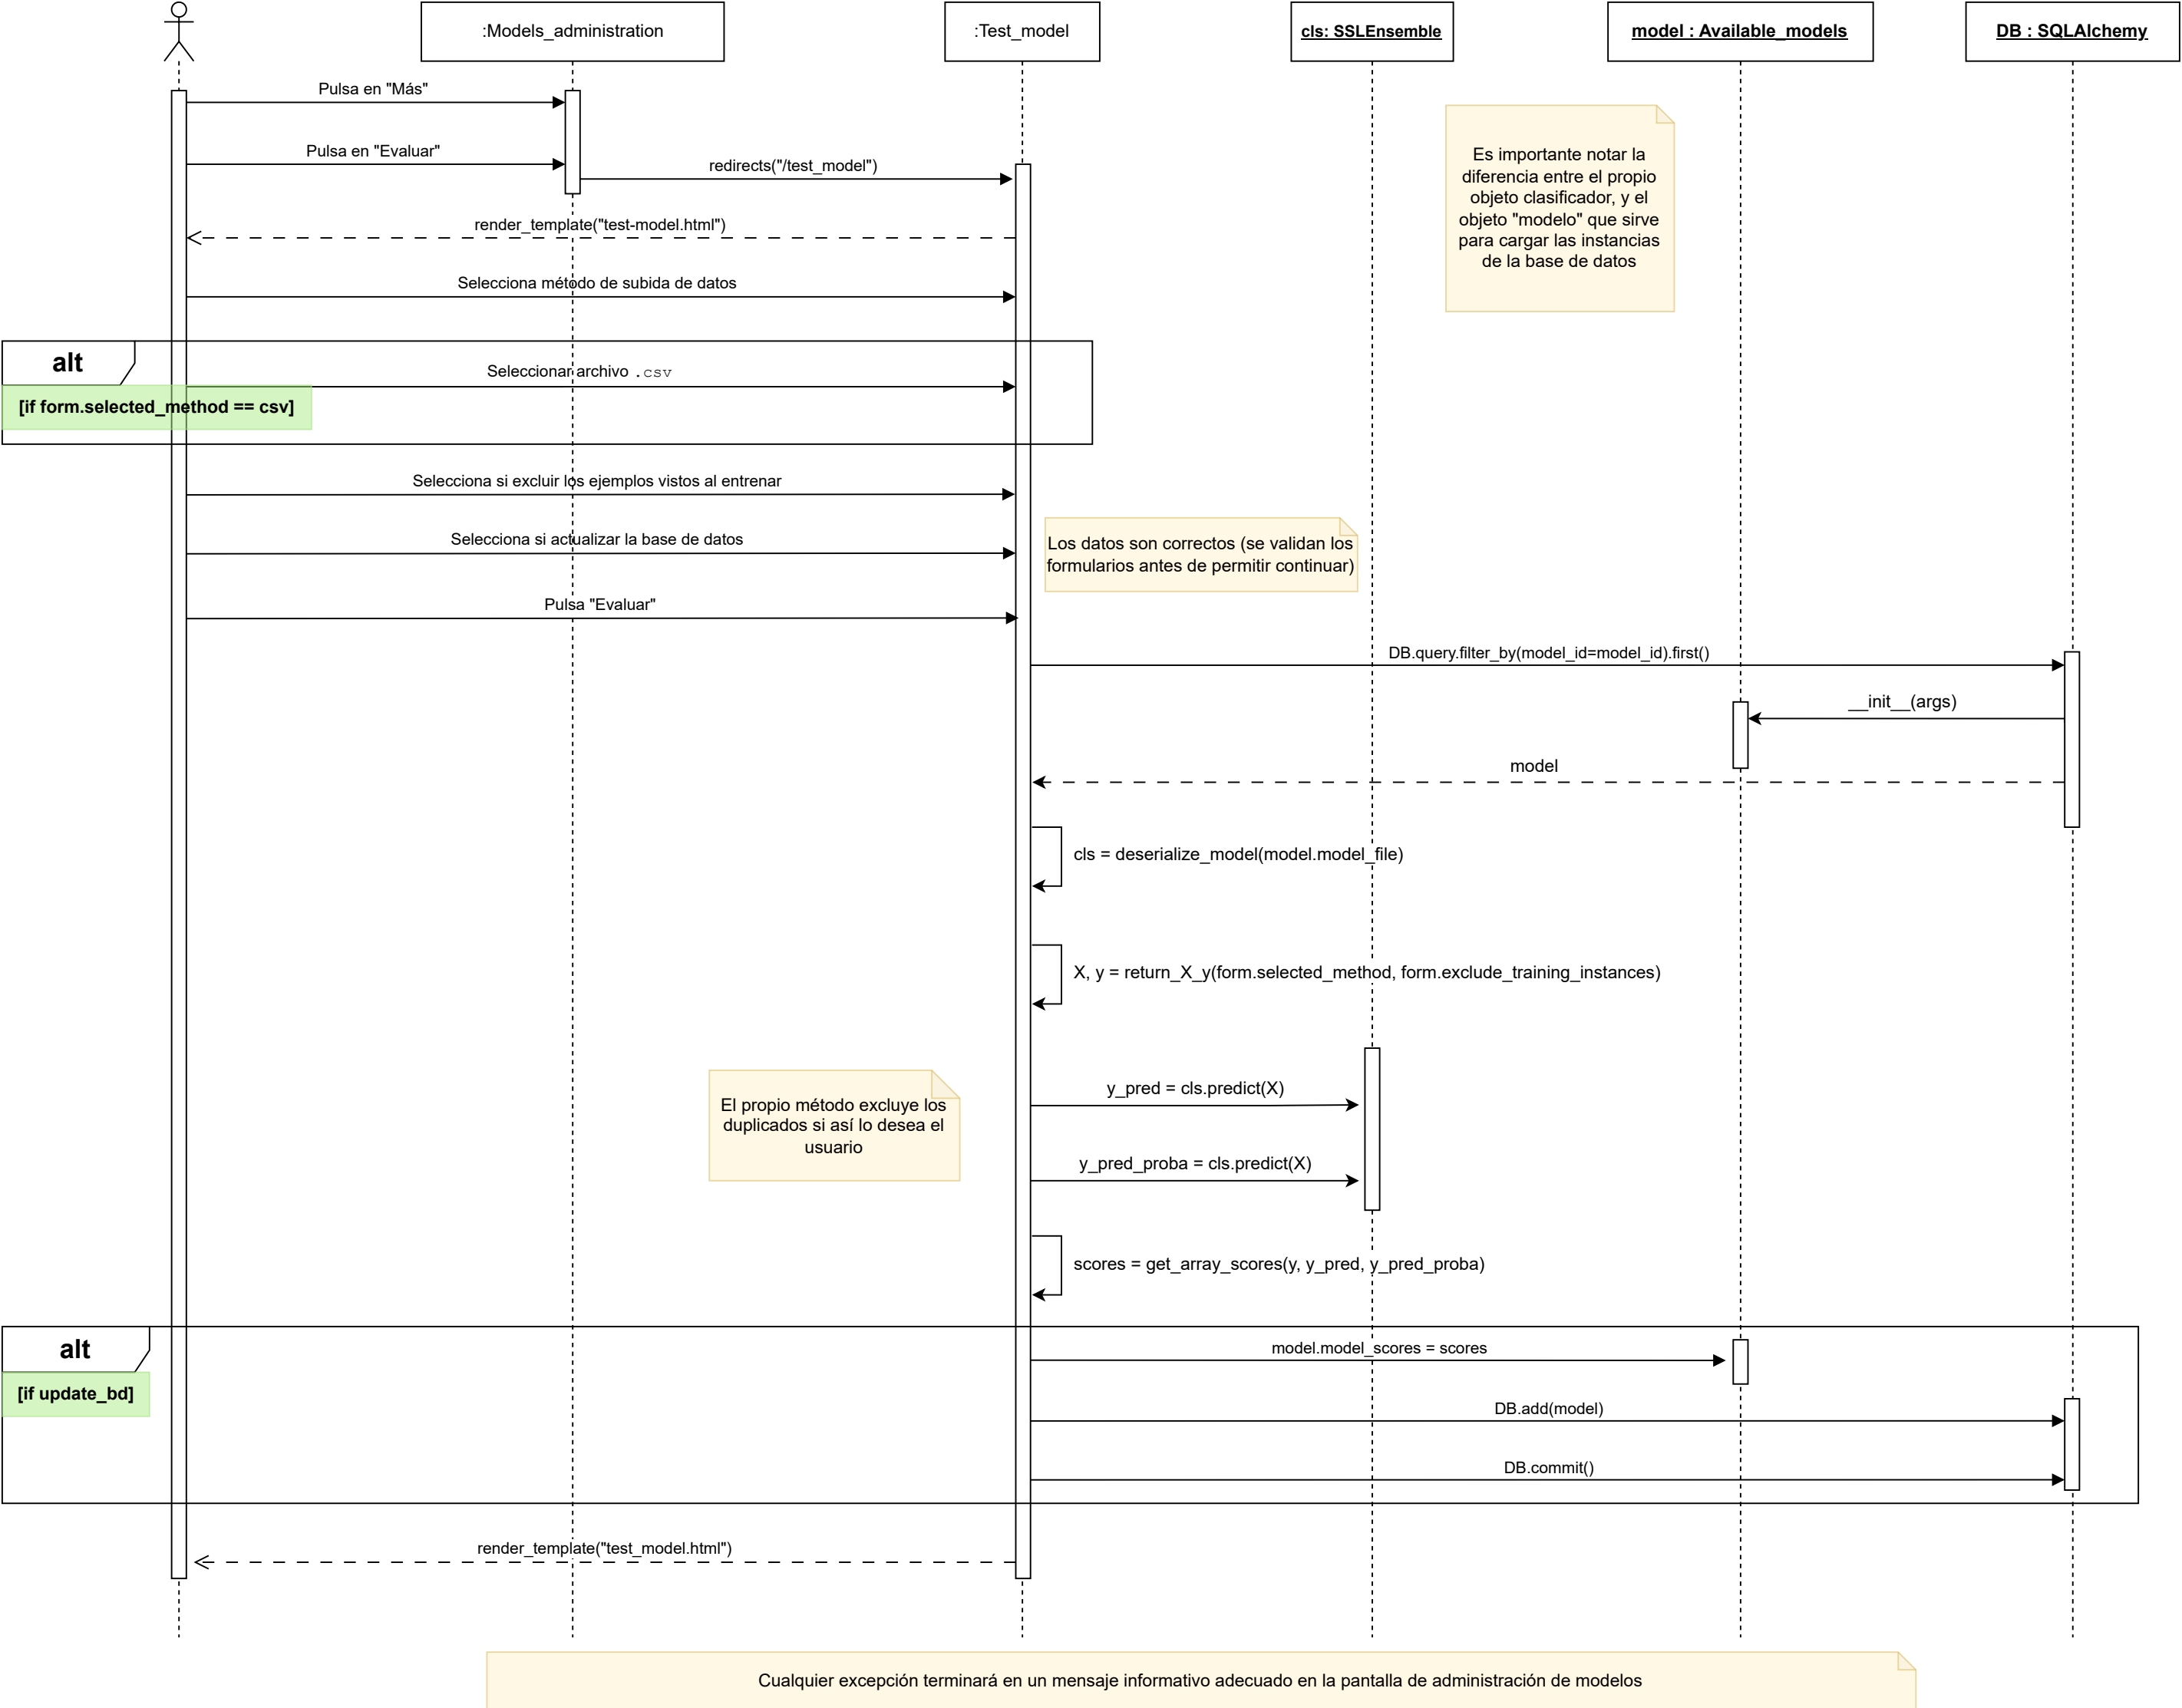 :Models_administration
:Test_model
cls: SSLEnsemble
model : Available_models
DB : SQLAlchemy
Pulsa en "Más"
Pulsa en "Evaluar"
redirects("/test_model")
Es importante notar la
diferencia entre el propio
objeto clasificador, y el
objeto "modelo" que sirve
para cargar las instancias
de la base de datos
render_template("test-model.html")
Selecciona método de subida de datos
alt
Seleccionar archivo .csv
[if form.selected_method == csv]
Selecciona si excluir los ejemplos vistos al entrenar
Selecciona si actualizar la base de datos
Los datos son correctos (se validan los
formularios antes de permitir continuar)
Pulsa "Evaluar"
DB.query.filter_by(model_id=model_id).first()
__init__(args)
model
cls = deserialize_model(model.model_file)
X, y = return_X_y(form.selected_method, form.exclude_training_instances)
El propio método excluye los
duplicados si así lo desea el
usuario
y_pred = cls.predict(X)
y_pred_proba = cls.predict(X)
scores = get_array_scores(y, y_pred, y_pred_proba)
alt
model.model_scores = scores
[if update_bd]
DB.add(model)
DB.commit()
render_template("test_model.html")
Cualquier excepción terminará en un mensaje informativo adecuado en la pantalla de administración de modelos